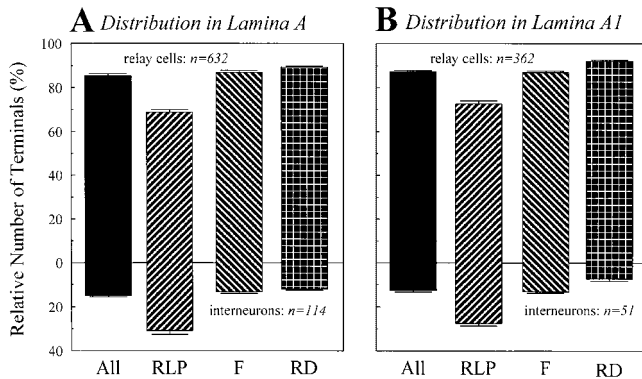 A Distribution in Lamina A
B Distribution in Lamina A1
Relative Number of Terminals (%)
100
80
60
40
20
0
20
40
relay cells: n=632
interneurons: n=114
All RLP F RD
relay cells: n=362
interneurons: n=51
All RLP F RD